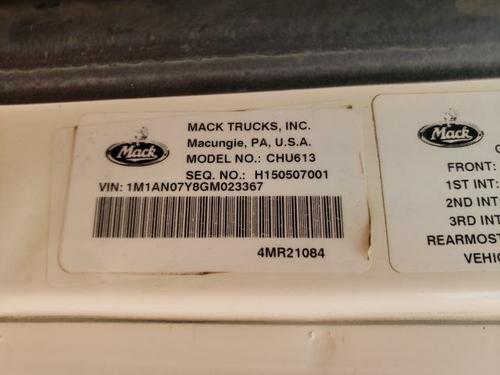 Mack
MACK TRUCKS, INC.
Macungie, PA, U.S.A.
MODEL NO.: CHU613
SEQ. NO.: H150507001
VIN: 1M1AN07Y8GM023367
4MR21084
Mack
FRONT:
1ST INT:
2ND INT:
3RD INT
REARMOST
VEHIC